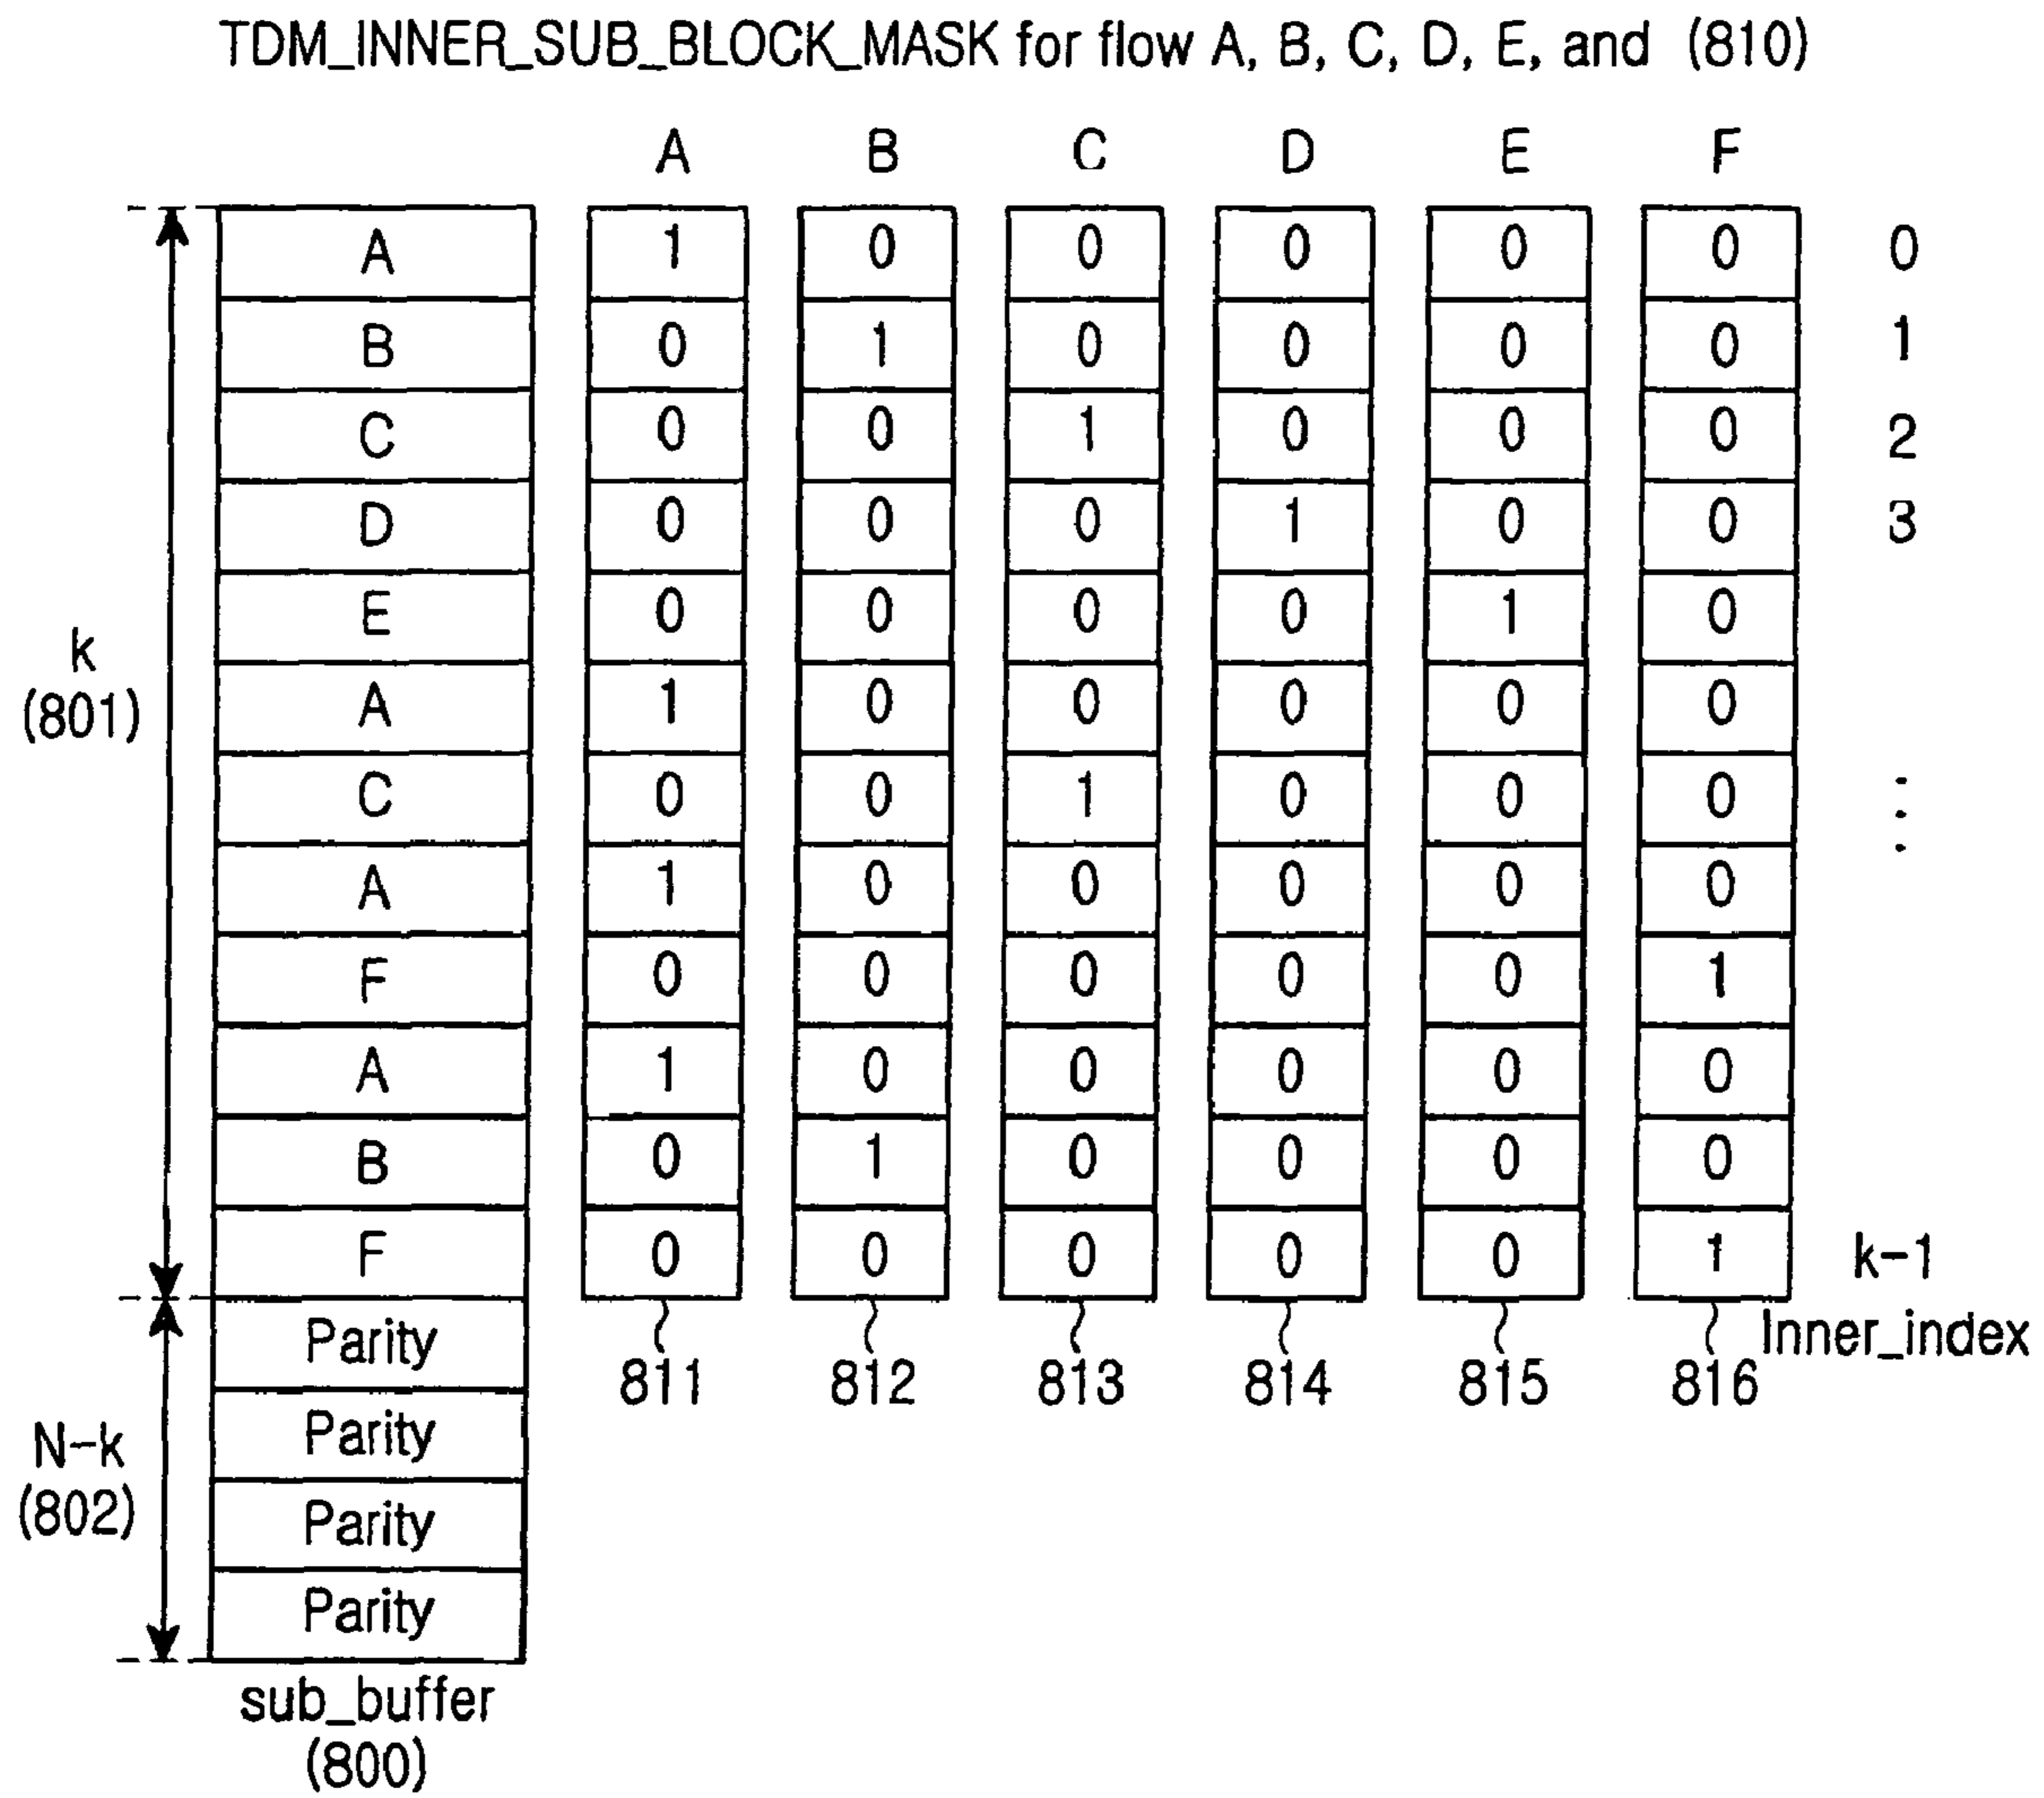 TDM_INNER_SUB_BLOCK_MASK for flow A, B, C, D, E, and (810)
A B C D E F
A 1 0 0 0 0 0 0
B 0 1 0 0 0 0 1
C 0 0 1 0 0 0 2
D 0 0 0 1 0 0 3
E 0 0 0 0 1 0
k
(801)
A 1 0 0 0 0 0
C 0 0 1 0 0 0 ⋮
A 1 0 0 0 0 0
F 0 0 0 0 0 1
A 1 0 0 0 0 0
B 0 1 0 0 0 0
F 0 0 0 0 0 1 k-1
Inner_index
Parity
811 812 813 814 815 816
Parity
N-k
(802)
Parity
Parity
sub_buffer
(800)